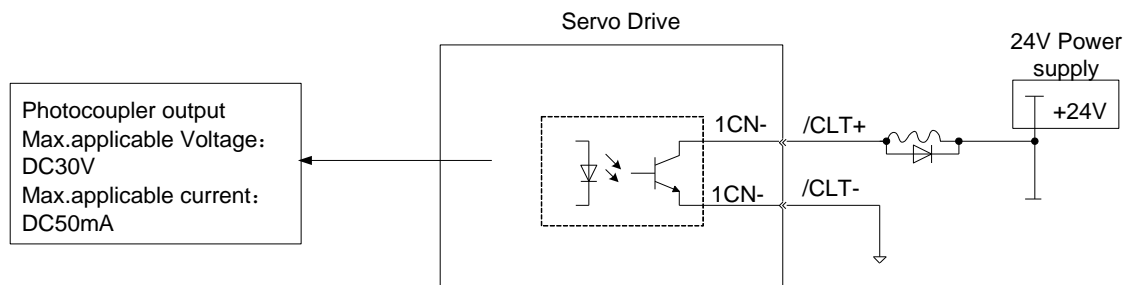 Servo Drive
24V Power
supply
+24V
Photocoupler output
Max.applicable Voltage：
DC30V
Max.applicable current：
DC50mA
1CN- /CLT+
1CN- /CLT-